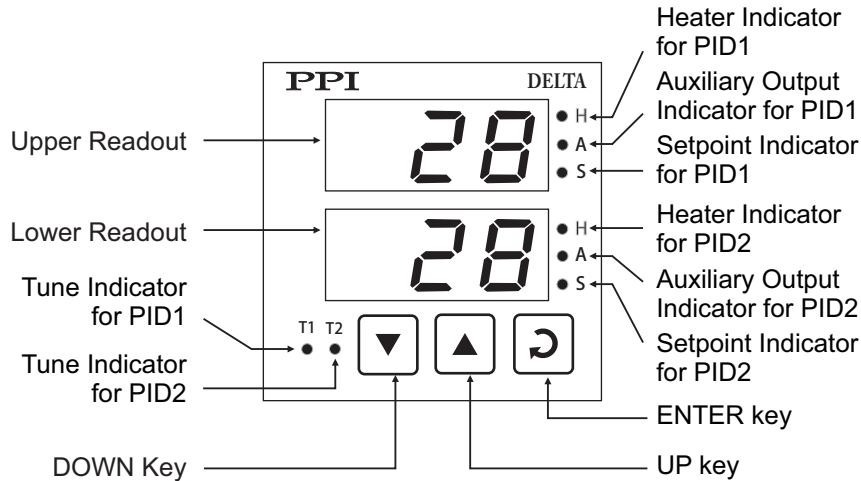 Heater Indicator
for PID1
PPI
DELTA
Auxiliary Output
Indicator for PID1
Upper Readout
28
H
A
S
Setpoint Indicator
for PID1
Lower Readout
28
H
A
S
Heater Indicator
for PID2
Auxiliary Output
Indicator for PID2
Tune Indicator
for PID1
T1 T2
Setpoint Indicator
for PID2
Tune Indicator
for PID2
ENTER key
DOWN Key
UP key